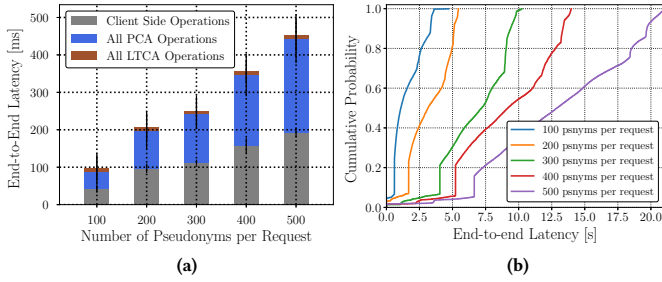 Client Side Operations
All PCA Operations
All LTCA Operations
End-to-End Latency [ms]
500
400
300
200
100
0
100 200 300 400 500
Number of Pseudonyms per Request
(a)
Cumulative Probability
1.0
0.8
0.6
0.4
0.2
0.0
100 psnyms per request
200 psnyms per request
300 psnyms per request
400 psnyms per request
500 psnyms per request
0.0 2.5 5.0 7.5 10.0 12.5 15.0 17.5 20.0
End-to-end Latency [s]
(b)